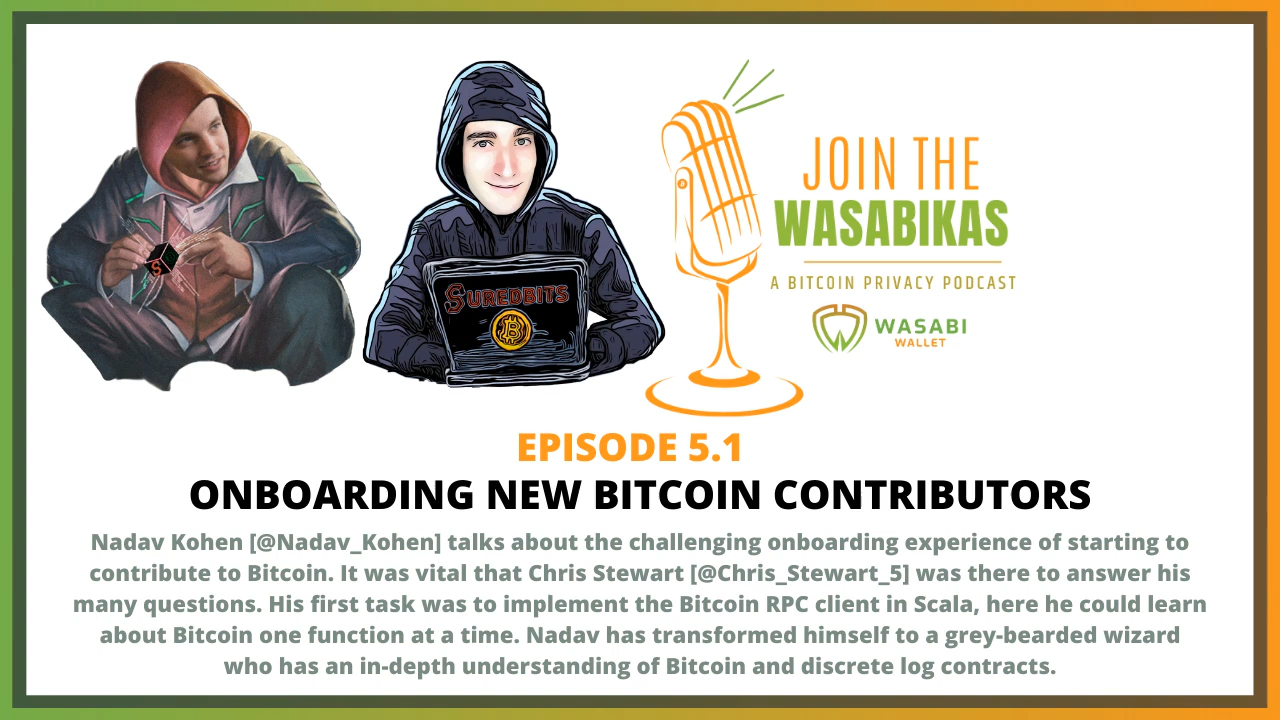 JOIN THE
WASABIKAS
A BITCOIN PRIVACY PODCAST
WASABI
WALLET
S
SUREDBITS
B
EPISODE 5.1
ONBOARDING NEW BITCOIN CONTRIBUTORS
Nadav Kohen [@Nadav_Kohen] talks about the challenging onboarding experience of starting to
contribute to Bitcoin. It was vital that Chris Stewart [@Chris_Stewart_5] was there to answer his
many questions. His first task was to implement the Bitcoin RPC client in Scala, here he could learn
about Bitcoin one function at a time. Nadav has transformed himself to a grey-bearded wizard
who has an in-depth understanding of Bitcoin and discrete log contracts.